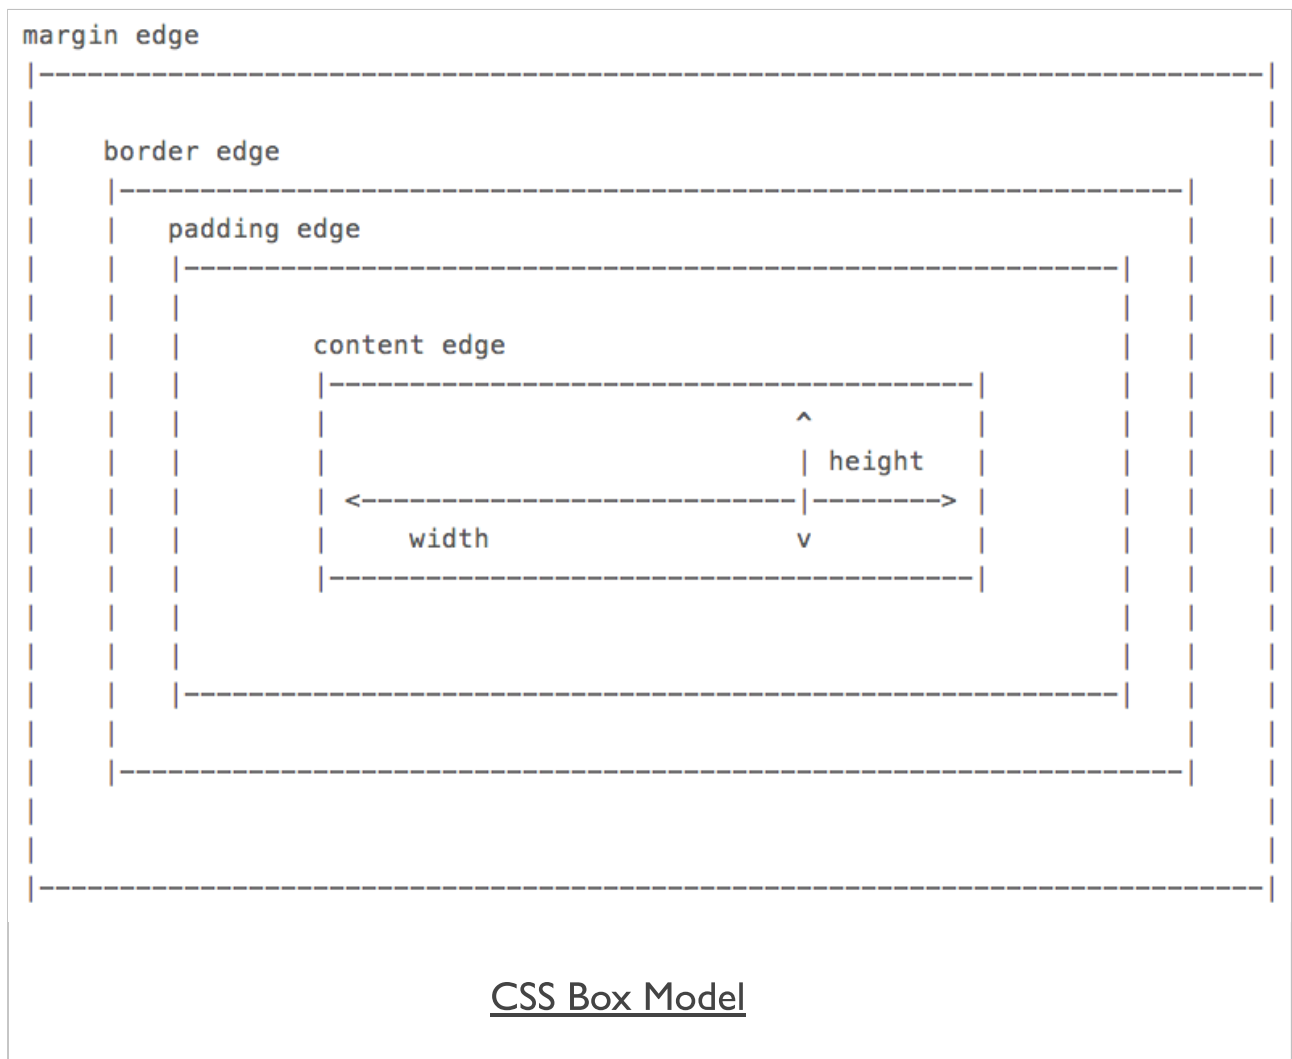 margin edge
border edge
padding edge
content edge
height
width
CSS Box Model